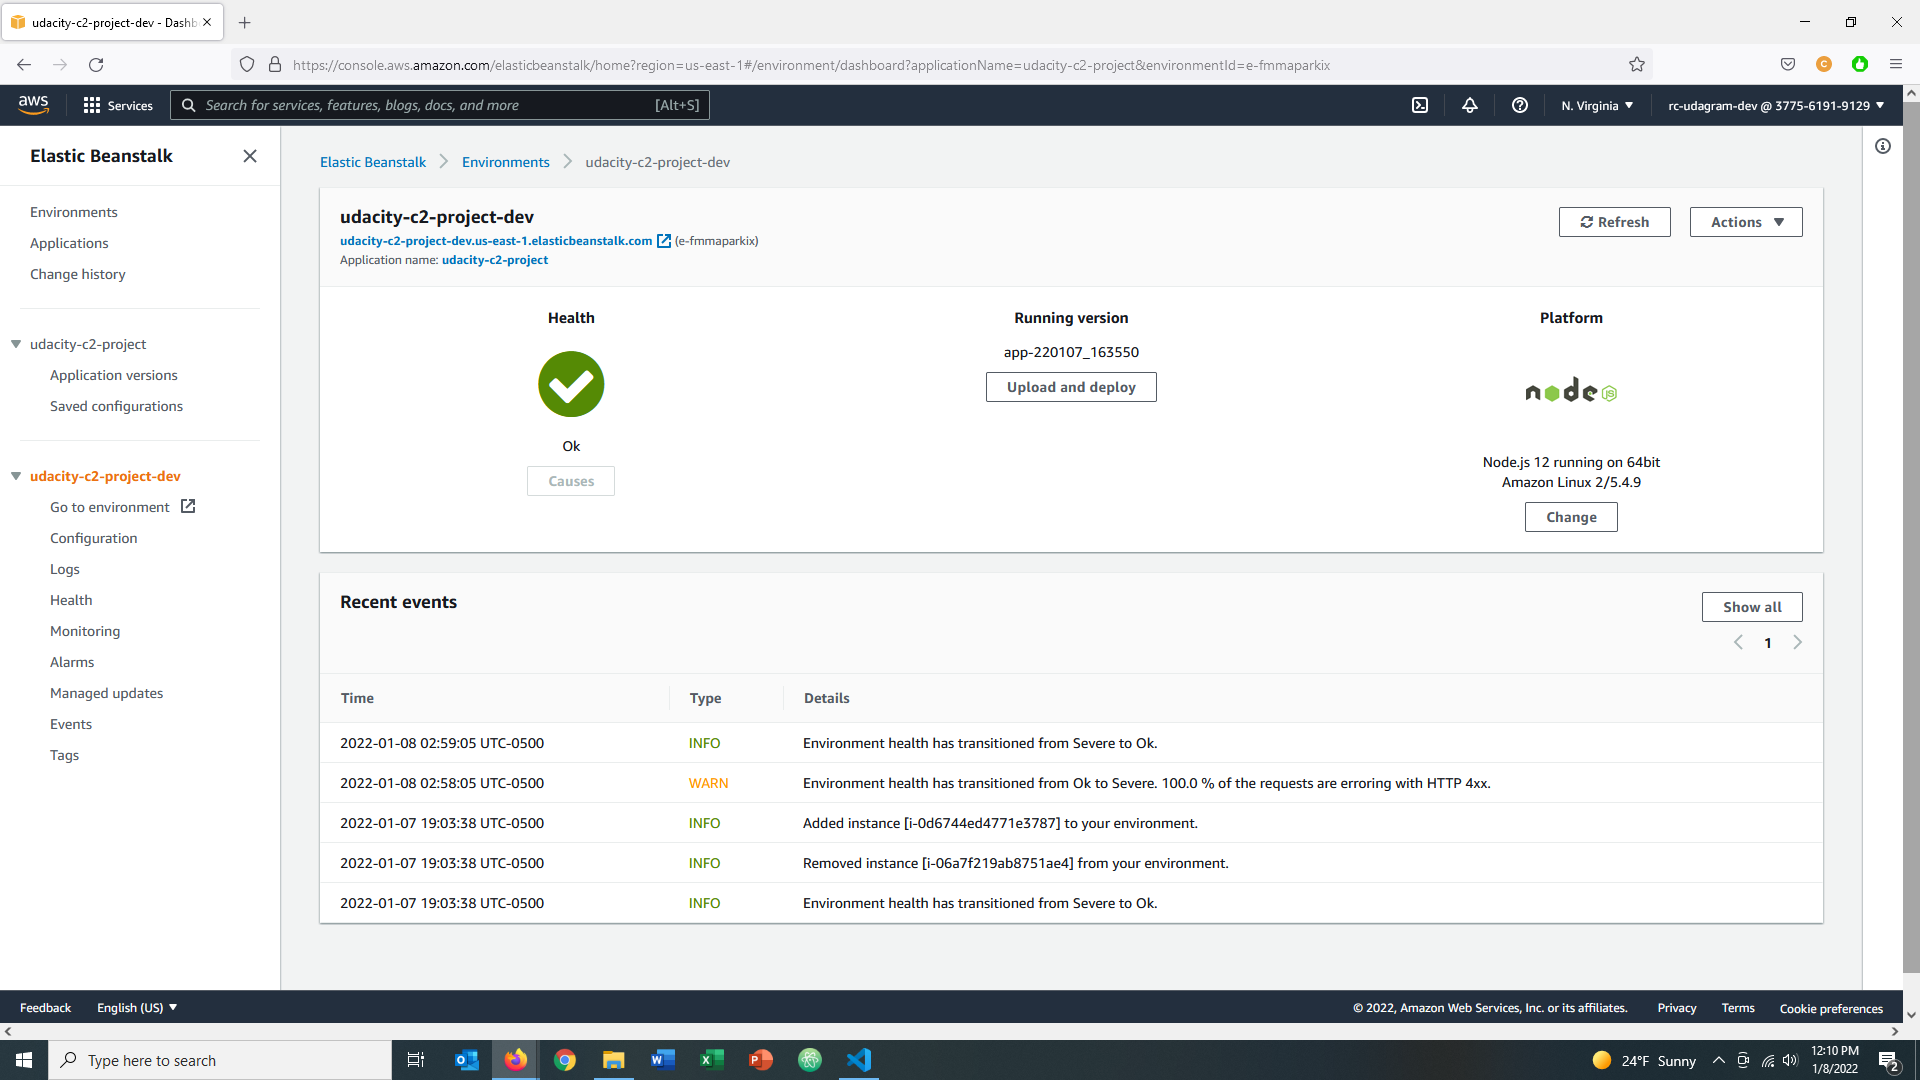 udacity-c2-project-dev - Dashb
https://console.aws.amazon.com/elasticbeanstalk/home?region=us-east-1#/environment/dashboard?applicationName=udacity-c2-project&environmentId=e-fmmaparkix
aws
Services
Search for services, features, blogs, docs, and more
[Alt+S]
N. Virginia
rc-udagram-dev @ 3775-6191-9129
Elastic Beanstalk
Environments
Applications
Change history
udacity-c2-project
Application versions
Saved configurations
udacity-c2-project-dev
Go to environment
Configuration
Logs
Health
Monitoring
Alarms
Managed updates
Events
Tags
Elastic Beanstalk
Environments
udacity-c2-project-dev
udacity-c2-project-dev
udacity-c2-project-dev.us-east-1.elasticbeanstalk.com (e-fmmaparkix)
Application name: udacity-c2-project
Refresh
Actions
Health
Ok
Causes
Running version
app-220107_163550
Upload and deploy
Platform
node JS
Node.js 12 running on 64bit
Amazon Linux 2/5.4.9
Change
Recent events
Show all
1
Time Type Details
2022-01-08 02:59:05 UTC-0500 INFO Environment health has transitioned from Severe to Ok.
2022-01-08 02:58:05 UTC-0500 WARN Environment health has transitioned from Ok to Severe. 100.0 % of the requests are erroring with HTTP 4xx.
2022-01-07 19:03:38 UTC-0500 INFO Added instance [i-0d6744ed4771e3787] to your environment.
2022-01-07 19:03:38 UTC-0500 INFO Removed instance [i-06a7f219ab8751ae4] from your environment.
2022-01-07 19:03:38 UTC-0500 INFO Environment health has transitioned from Severe to Ok.
Feedback
English (US)
© 2022, Amazon Web Services, Inc. or its affiliates.
Privacy
Terms
Cookie preferences
Type here to search
24°F Sunny
12:10 PM
1/8/2022
2